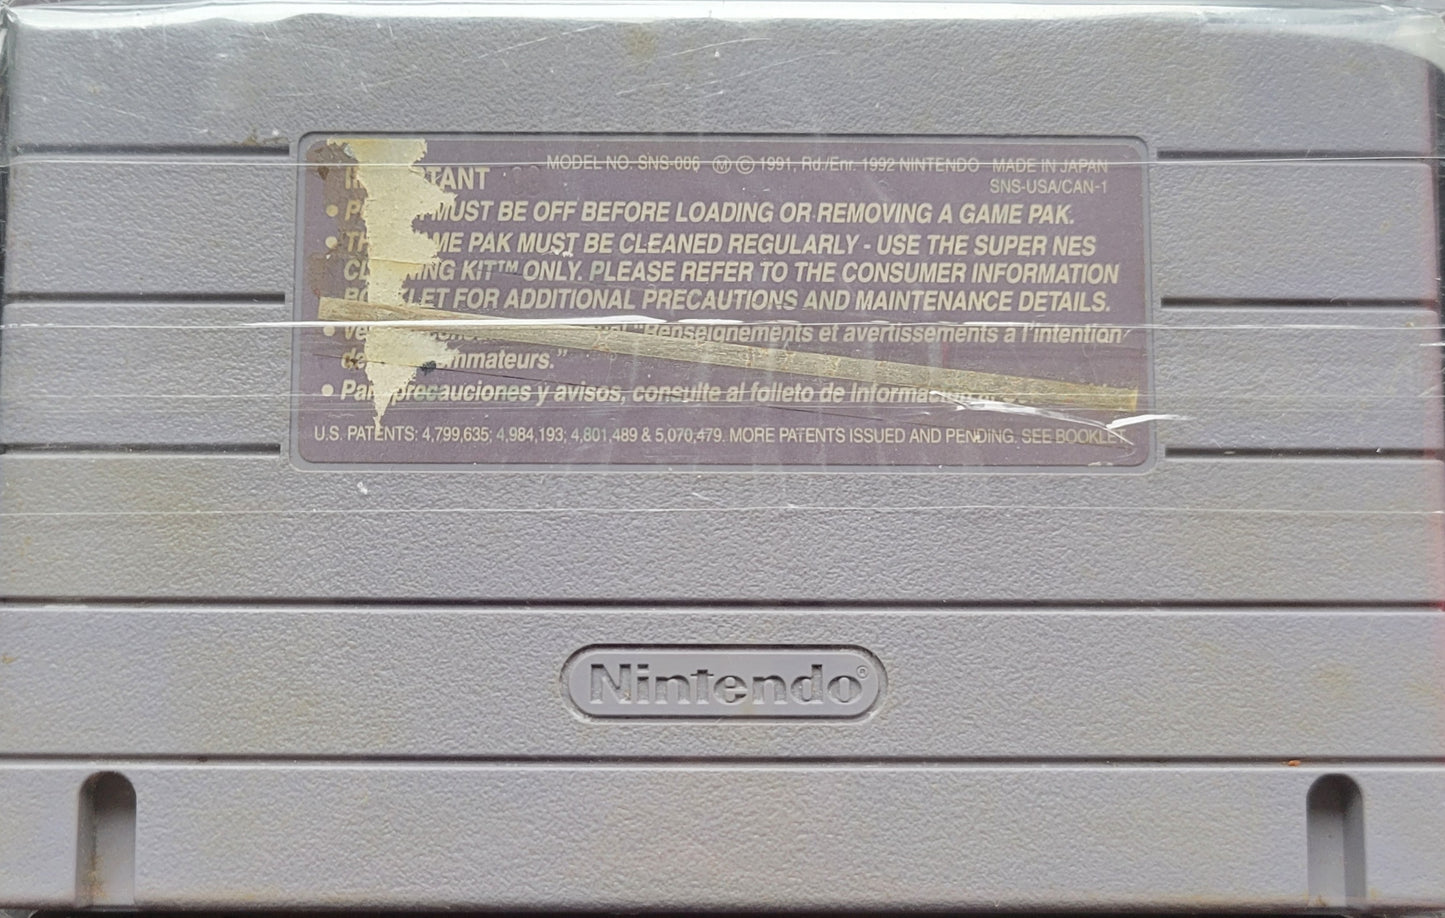 MODEL NO. SNS-006 Ⓜ © 1991, Rd./Enr. 1992 NINTENDO MADE IN JAPAN
SNS-USA/CAN-1
• MUST BE OFF BEFORE LOADING OR REMOVING A GAME PAK.
• PAK MUST BE CLEANED REGULARLY - USE THE SUPER NES
KIT™ ONLY. PLEASE REFER TO THE CONSUMER INFORMATION
FOR ADDITIONAL PRECAUTIONS AND MAINTENANCE DETAILS.
• "Renseignements et avertissements a l'intention
• precauciones y avisos, consulte al folleto de
U.S. PATENTS: 4,799,635; 4,984,193; 4,801,489 & 5,070,479. MORE PATENTS ISSUED AND PENDING. SEE BOOKLET
Nintendo®